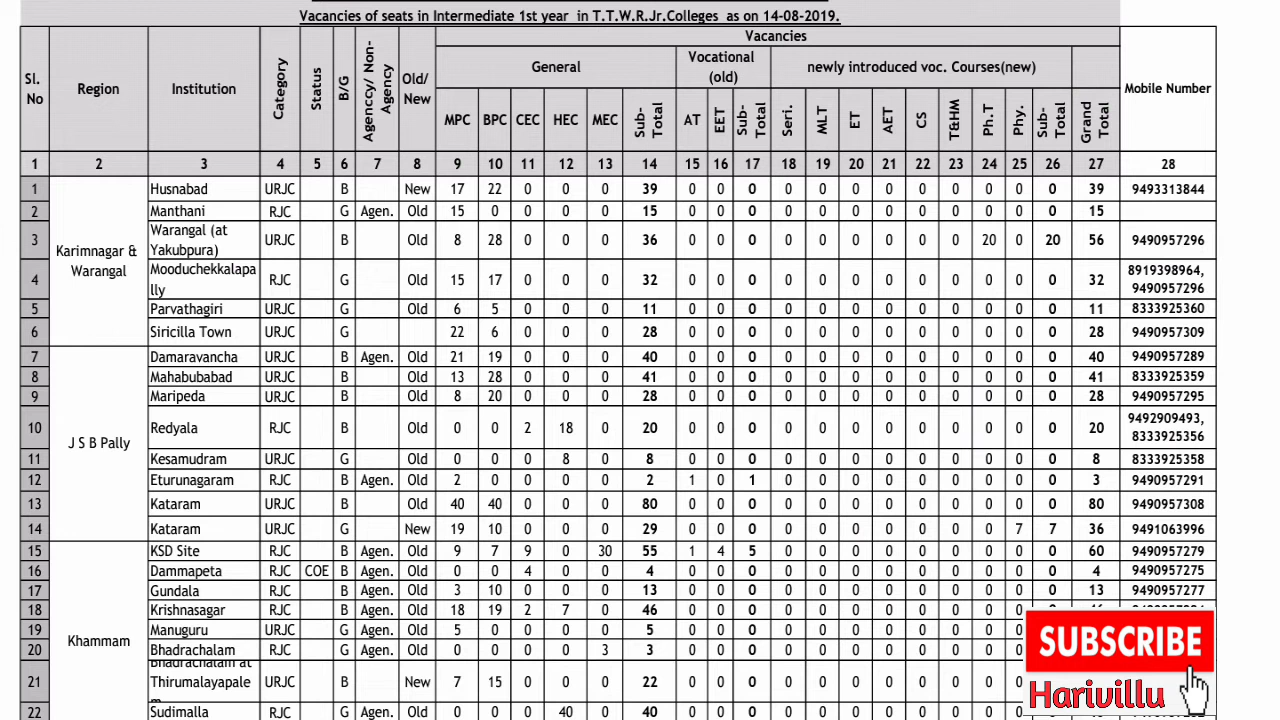 Vacancies of seats in Intermediate 1st year in T.T.W.R.Jr.Colleges as on 14-08-2019.
Sl. No Region Institution Category Status B/G Agenccy/ Non-Agency Old/ New Vacancies Mobile Number
General Vocational (old) newly introduced voc. Courses(new)
MPC BPC CEC HEC MEC Sub-Total AT EET Sub-Total Seri. MLT ET AET CS T&HM Ph.T Phy. Sub-Total Grand Total
1 2 3 4 5 6 7 8 9 10 11 12 13 14 15 16 17 18 19 20 21 22 23 24 25 26 27 28
Karimnagar & Warangal
1 Husnabad URJC B New 17 22 0 0 0 39 0 0 0 0 0 0 0 0 0 0 0 0 39 9493313844
2 Manthani RJC G Agen. Old 15 0 0 0 0 15 0 0 0 0 0 0 0 0 0 0 0 0 15
3 Warangal (at Yakubpura) URJC B Old 8 28 0 0 0 36 0 0 0 0 0 0 0 0 0 20 0 20 56 9490957296
4 Mooduchekkalapally RJC G Old 15 17 0 0 0 32 0 0 0 0 0 0 0 0 0 0 0 0 32 8919398964, 9490957296
5 Parvathagiri URJC G Old 6 5 0 0 0 11 0 0 0 0 0 0 0 0 0 0 0 0 11 8333925360
6 Siricilla Town URJC G 22 6 0 0 0 28 0 0 0 0 0 0 0 0 0 0 0 0 28 9490957309
J S B Pally
7 Damaravancha URJC B Agen. Old 21 19 0 0 0 40 0 0 0 0 0 0 0 0 0 0 0 0 40 9490957289
8 Mahabubabad URJC B Old 13 28 0 0 0 41 0 0 0 0 0 0 0 0 0 0 0 0 41 8333925359
9 Maripeda URJC B Old 8 20 0 0 0 28 0 0 0 0 0 0 0 0 0 0 0 0 28 9490957295
10 Redyala RJC B Old 0 0 2 18 0 20 0 0 0 0 0 0 0 0 0 0 0 0 20 9492909493, 8333925356
11 Kesamudram URJC G Old 0 0 0 8 0 8 0 0 0 0 0 0 0 0 0 0 0 0 8 8333925358
12 Eturunagaram RJC B Agen. Old 2 0 0 0 0 2 1 0 1 0 0 0 0 0 0 0 0 0 3 9490957291
13 Kataram URJC B Old 40 40 0 0 0 80 0 0 0 0 0 0 0 0 0 0 0 0 80 9490957308
14 Kataram URJC G New 19 10 0 0 0 29 0 0 0 0 0 0 0 0 0 0 7 7 36 9491063996
Khammam
15 KSD Site RJC B Agen. Old 9 7 9 0 30 55 1 4 5 0 0 0 0 0 0 0 0 0 60 9490957279
16 Dammapeta RJC COE B Agen. Old 0 0 4 0 0 4 0 0 0 0 0 0 0 0 0 0 0 0 4 9490957275
17 Gundala RJC B Agen. Old 3 10 0 0 0 13 0 0 0 0 0 0 0 0 0 0 0 0 13 9490957277
18 Krishnasagar RJC B Agen. Old 18 19 2 7 0 46 0 0 0 0 0 0 0 0 0 0 0
19 Manuguru URJC G Agen. Old 5 0 0 0 0 5 0 0 0 0 0 0 0 0 0 0 0
20 Bhadrachalam RJC G Agen. Old 0 0 0 0 3 3 0 0 0 0 0 0 0 0 0 0 0
21 Bhadrachalam at Thirumalayapalem URJC B New 7 15 0 0 0 22 0 0 0 0 0 0 0 0 0 0 0
22 Sudimalla RJC G Agen. Old 0 0 0 40 0 40 0 0 0 0 0 0 0 0 0 0 0
SUBSCRIBE
Harivillu